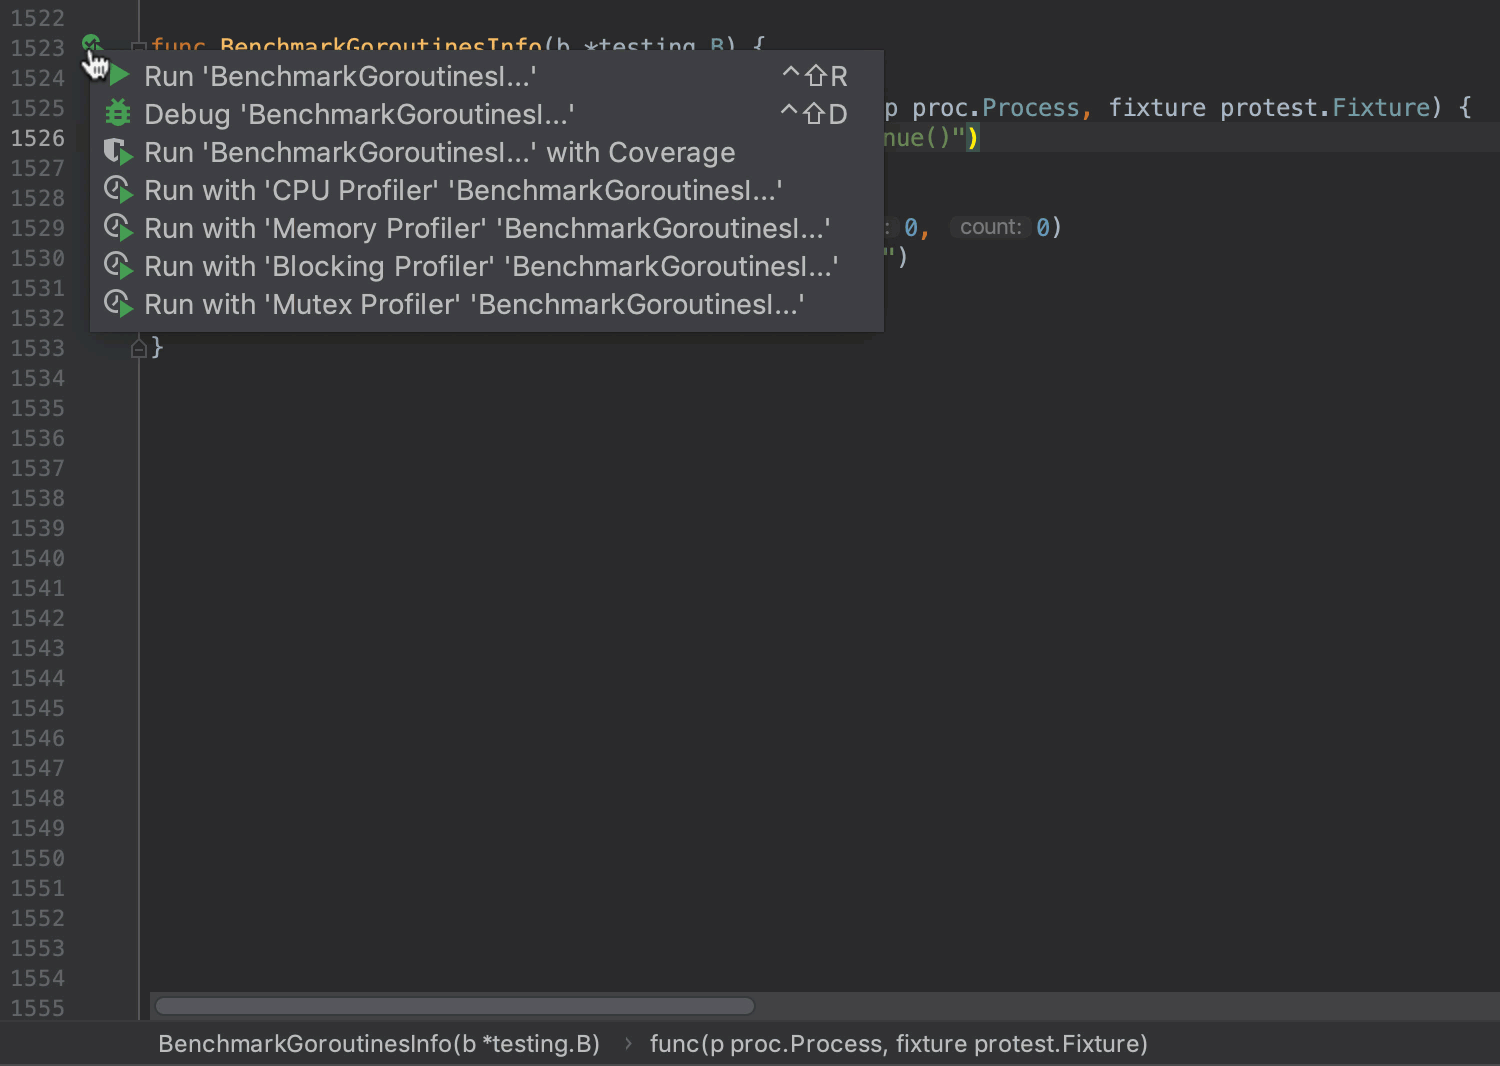 1522
1523 func BenchmarkGoroutinesInfo(b *testing.B) {
1524 Run 'BenchmarkGoroutinesI...' ^⇧R
1525 Debug 'BenchmarkGoroutinesI...' ^⇧D p proc.Process, fixture protest.Fixture) {
1526 nue()")
1527 Run 'BenchmarkGoroutinesI...' with Coverage
1528 Run with 'CPU Profiler' 'BenchmarkGoroutinesI...'
1529 Run with 'Memory Profiler' 'BenchmarkGoroutinesI...' : 0, count: 0)
1530 Run with 'Blocking Profiler' 'BenchmarkGoroutinesI...' ")
1531
1532 Run with 'Mutex Profiler' 'BenchmarkGoroutinesI...'
1533 }
1534
1535
1536
1537
1538
1539
1540
1541
1542
1543
1544
1545
1546
1547
1548
1549
1550
1551
1552
1553
1554
1555
BenchmarkGoroutinesInfo(b *testing.B) › func(p proc.Process, fixture protest.Fixture)